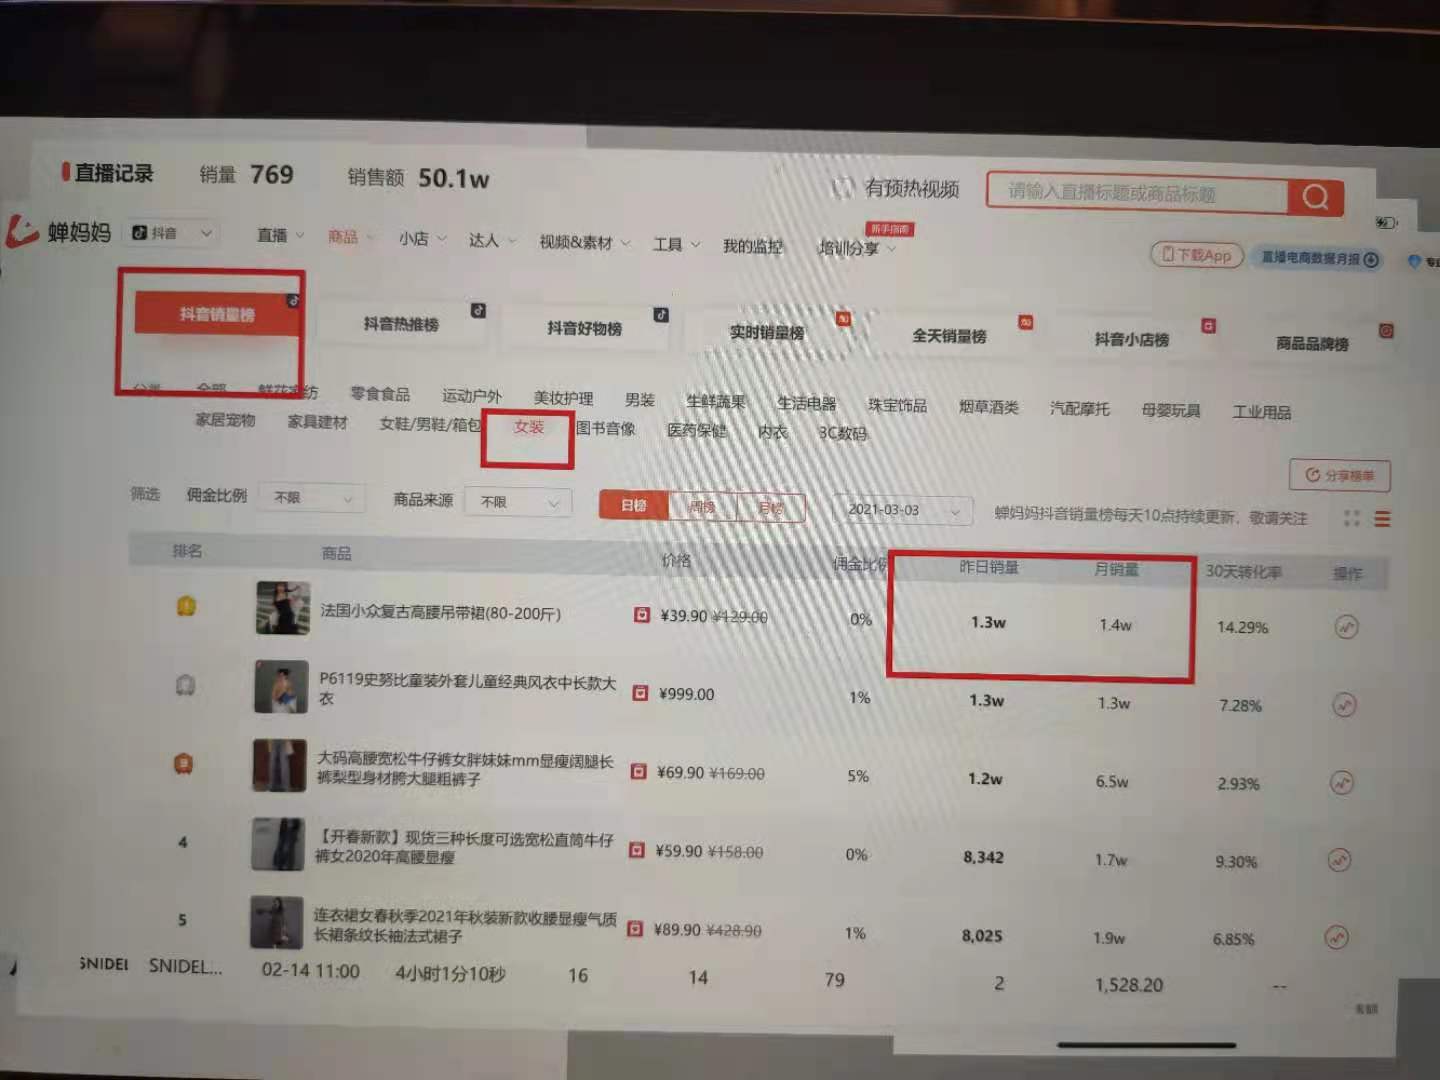 直播记录 销量 769 销售额 50.1w 有预热视频 请输入直播标题或商品标题
蝉妈妈 抖音 直播 商品 小店 达人 视频&素材 工具 我的监控 培训分享 新手指南 下载App 直播电商数据月报
抖音销量榜 抖音热推榜 抖音好物榜 实时销量榜 全天销量榜 抖音小店榜 商品品牌榜
分类 全部 鲜花家纺 零食食品 运动户外 美妆护理 男装 生鲜蔬果 生活电器 珠宝饰品 烟草酒类 汽配摩托 母婴玩具 工业用品
家居宠物 家具建材 女鞋/男鞋/箱包 女装 图书音像 医药保健 内衣 3C数码
分享榜单
筛选 佣金比例 不限 商品来源 不限 日榜 周榜 月榜 2021-03-03 蝉妈妈抖音销量榜每天10点持续更新，敬请关注
排名 商品 价格 佣金比例 昨日销量 月销量 30天转化率 操作
1 法国小众复古高腰吊带裙(80-200斤) ¥39.90 ¥129.00 0% 1.3w 1.4w 14.29%
2 P6119史努比童装外套儿童经典风衣中长款大
衣 ¥999.00 1% 1.3w 1.3w 7.28%
3 大码高腰宽松牛仔裤女胖妹妹mm显瘦阔腿长
裤梨型身材胯大腿粗裤子 ¥69.90 ¥169.00 5% 1.2w 6.5w 2.93%
4 【开春新款】现货三种长度可选宽松直筒牛仔
裤女2020年高腰显瘦 ¥59.90 ¥158.00 0% 8,342 1.7w 9.30%
5 连衣裙女春秋季2021年秋装新款收腰显瘦气质
长裙条纹长袖法式裙子 ¥89.90 ¥428.90 1% 8,025 1.9w 6.85%
SNIDEL SNIDEL... 02-14 11:00 4小时1分10秒 16 14 79 2 1,528.20 --